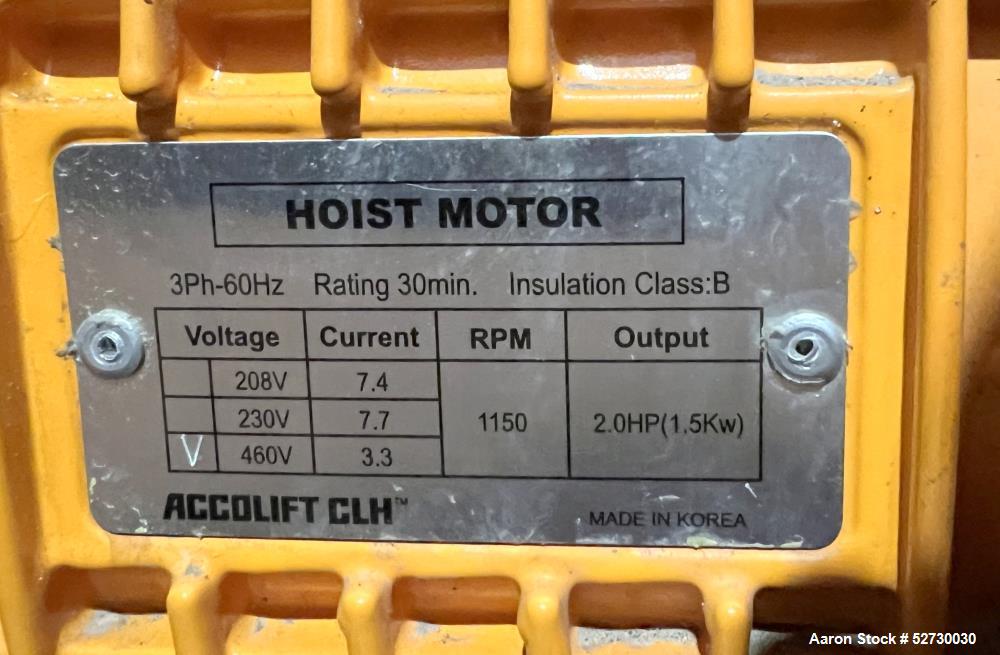 HOIST MOTOR
3Ph-60Hz Rating 30min. Insulation Class:B
Voltage Current RPM Output
208V 7.4
230V 7.7 1150 2.0HP(1.5Kw)
V 460V 3.3
ACCOLIFT CLH™
MADE IN KOREA
Aaron Stock # 52730030